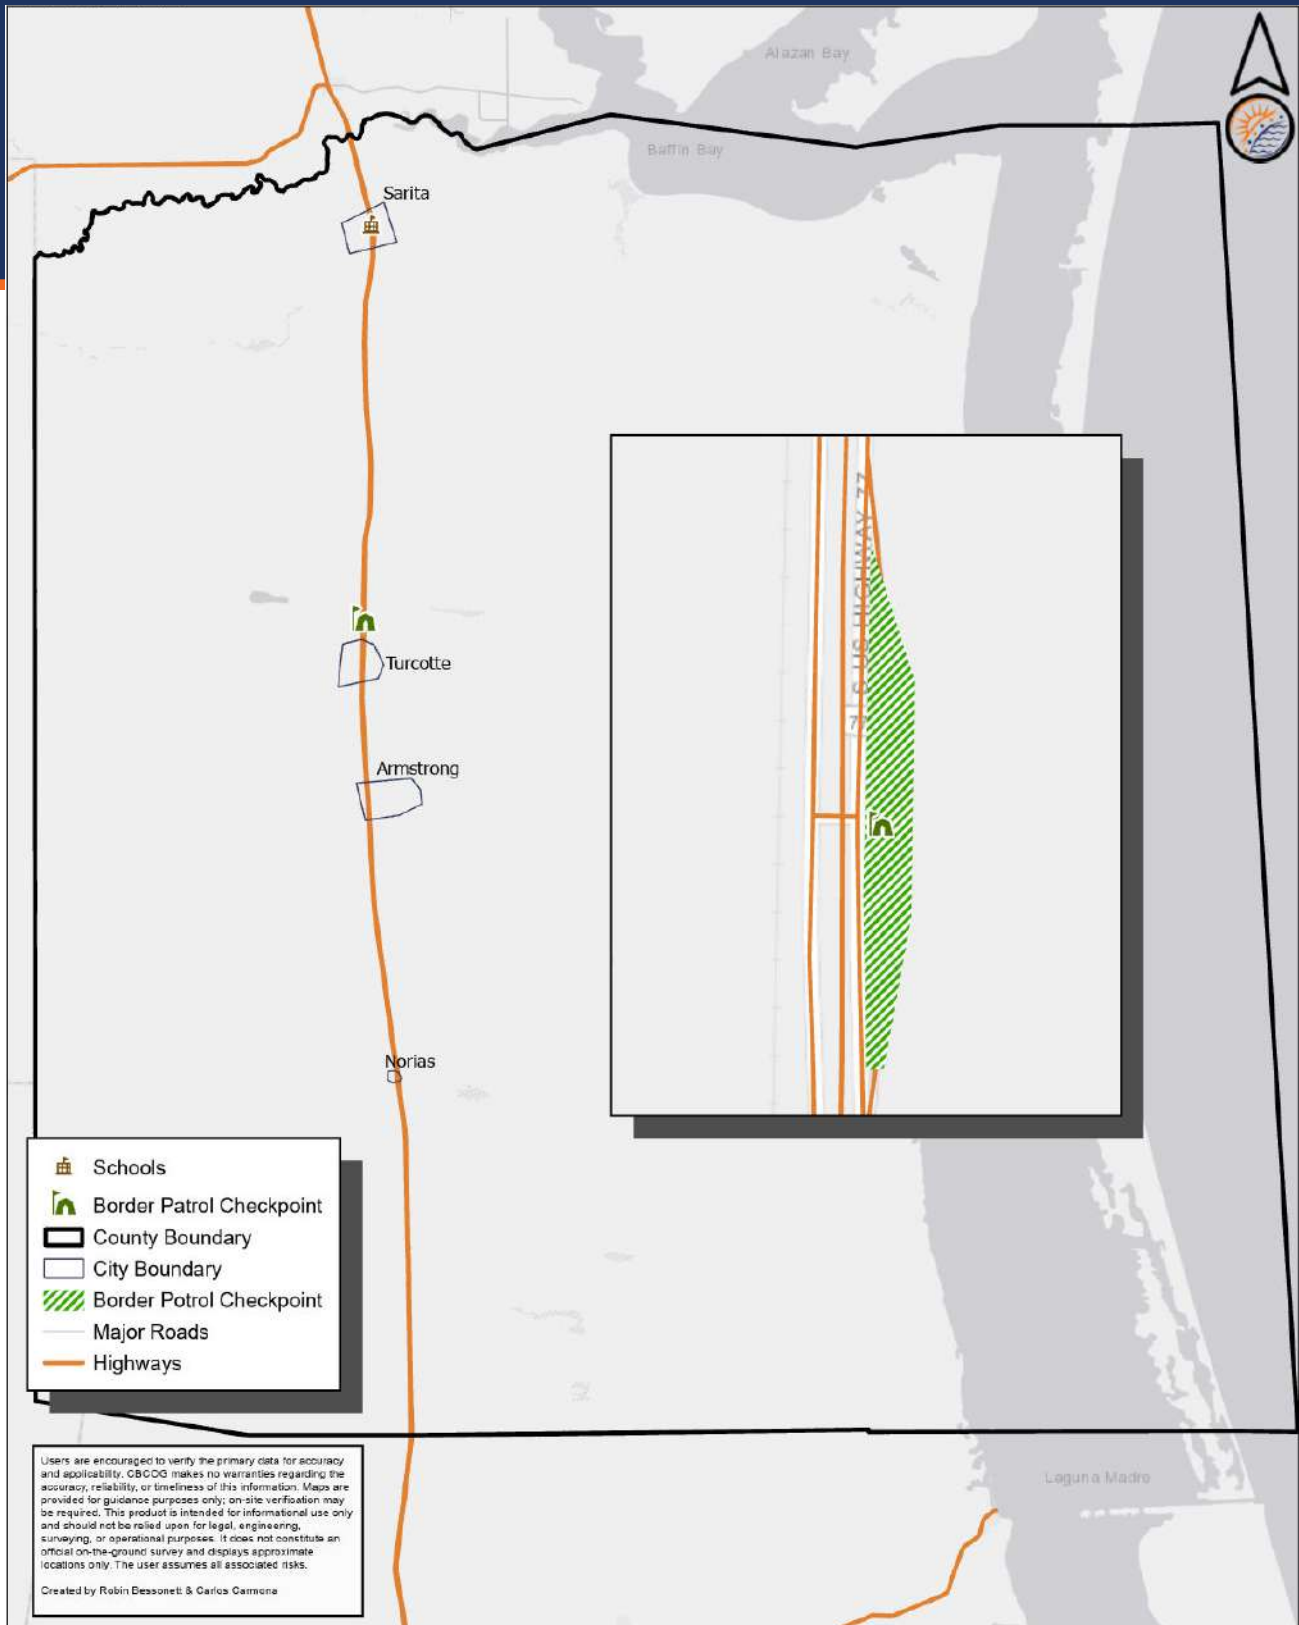 Alazan Bay
Baffin Bay
Sarita
S US HIGHWAY 77
77
Turcotte
Armstrong
Norias
Schools
Border Patrol Checkpoint
County Boundary
City Boundary
Border Potrol Checkpoint
Major Roads
Highways
Laguna Madre
Users are encouraged to verify the primary data for accuracy
and applicability. CBCOG makes no warranties regarding the
accuracy, reliability, or timeliness of this information. Maps are
provided for guidance purposes only; on-site verification may
be required. This product is intended for informational use only
and should not be relied upon for legal, engineering,
surveying, or operational purposes. It does not constitute an
official on-the-ground survey and displays approximate
locations only. The user assumes all associated risks.
Created by Robin Bessonett & Carlos Carmona